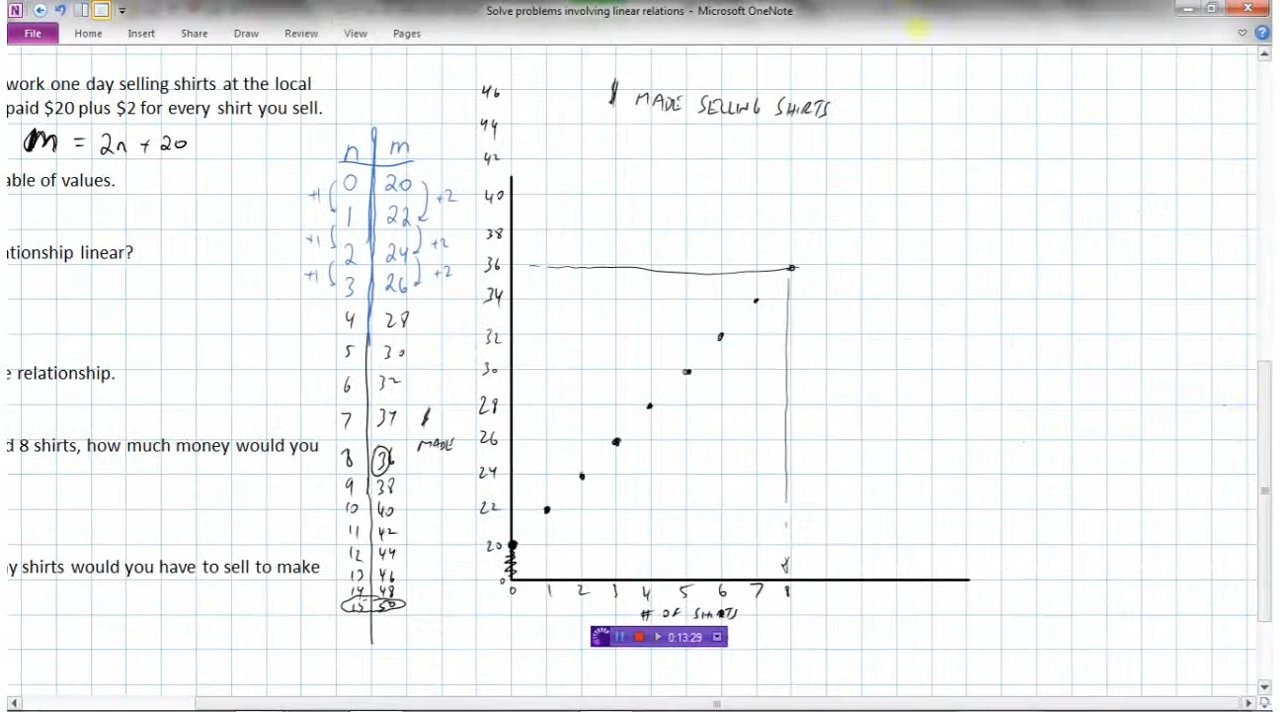 Solve problems involving linear relations - Microsoft OneNote
File Home Insert Share Draw Review View Pages
work one day selling shirts at the local
paid $20 plus $2 for every shirt you sell.
m = 2n + 20
able of values.
ationship linear?
e relationship.
d 8 shirts, how much money would you
y shirts would you have to sell to make
n m
0 20
1 22
2 24
3 26
4 28
5 30
6 32
7 34
8 36
9 38
10 40
11 42
12 44
13 46
14 48
15 50
+1 +2
+1 +2
+1 +2
$
MADE
$ MADE SELLING SHIRTS
46
44
42
40
38
36
34
32
30
28
26
24
22
20
0
0 1 2 3 4 5 6 7 8
# OF SHIRTS
0:13:29